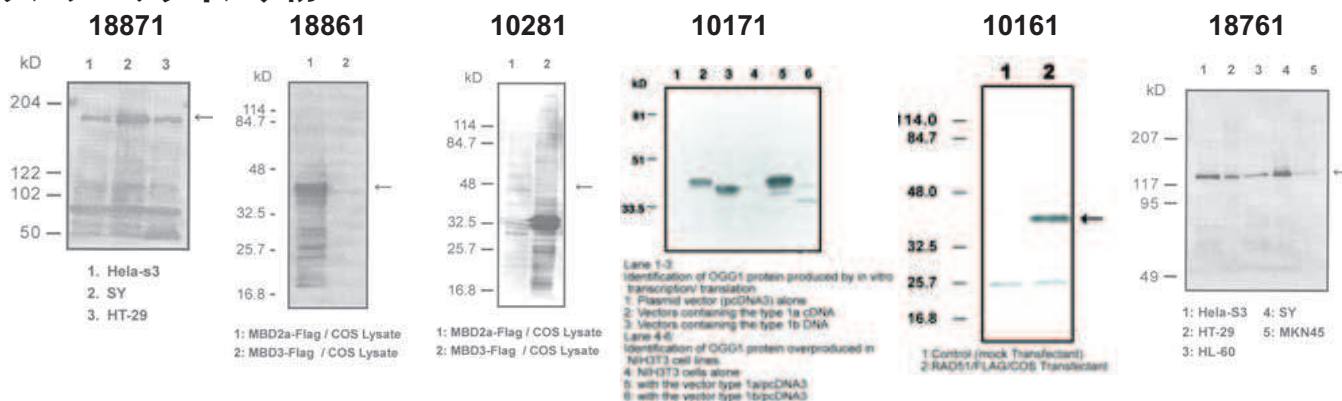 18871
kD
1 2 3
204
122
102
50
←
1. Hela-s3
2. SY
3. HT-29
18861
kD
1 2
114 -
84.7 -
48 -
32.5 -
25.7 -
16.8 -
←
1: MBD2a-Flag / COS Lysate
2: MBD3-Flag / COS Lysate
10281
kD
1 2
114
84.7
48
32.5
25.7
16.8
←
1: MBD2a-Flag / COS Lysate
2: MBD3-Flag / COS Lysate
10171
kD
1 2 3 4 5 6
81
51
33.5
Lane 1-3:
Identification of OGG1 protein produced by in vitro
transcription/ translation
1: Plasmid vector (pcDNA3) alone
2: Vectors containing the type 1a cDNA
3: Vectors containing the type 1b DNA
Lane 4-6:
Identification of OGG1 protein overproduced in
NIH3T3 cell lines.
4: NIH3T3 cells alone
5: with the vector type 1a/pcDNA3
6: with the vector type 1b/pcDNA3
10161
1 2
114.0
84.7
48.0
32.5
25.7
16.8
←
1:Control (mock Transfectant)
2:RAD51/FLAG/COS Transfectant
18761
kD
1 2 3 4 5
207
117
95
49
←
1: Hela-S3 4: SY
2: HT-29 5: MKN45
3: HL-60